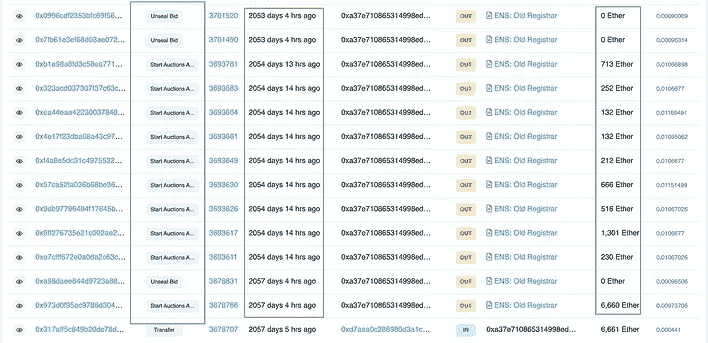 0x0996cdf2353bfc69f56... Unseal Bid 3701520 2053 days 4 hrs ago 0xa37e710865314998ed... OUT ENS: Old Registrar 0 Ether 0.00090009
0x7fb61e3ef68d03ae072... Unseal Bid 3701490 2053 days 4 hrs ago 0xa37e710865314998ed... OUT ENS: Old Registrar 0 Ether 0.00096314
0xb1e98a8fd3c58ea771... Start Auctions A... 3693781 2054 days 13 hrs ago 0xa37e710865314998ed... OUT ENS: Old Registrar 713 Ether 0.01066898
0x323acd037307f37c63c... Start Auctions A... 3693683 2054 days 14 hrs ago 0xa37e710865314998ed... OUT ENS: Old Registrar 252 Ether 0.0106677
0xea44eaa42230037840... Start Auctions A... 3693664 2054 days 14 hrs ago 0xa37e710865314998ed... OUT ENS: Old Registrar 132 Ether 0.01169491
0x4e17f23dba68a43c97... Start Auctions A... 3693661 2054 days 14 hrs ago 0xa37e710865314998ed... OUT ENS: Old Registrar 132 Ether 0.01095062
0xf4a6e5dc31c4975532... Start Auctions A... 3693649 2054 days 14 hrs ago 0xa37e710865314998ed... OUT ENS: Old Registrar 212 Ether 0.0106677
0x57ca52fa036b68be36... Start Auctions A... 3693630 2054 days 14 hrs ago 0xa37e710865314998ed... OUT ENS: Old Registrar 666 Ether 0.01151499
0x9db97796404f17645b... Start Auctions A... 3693626 2054 days 14 hrs ago 0xa37e710865314998ed... OUT ENS: Old Registrar 516 Ether 0.01067026
0x9ff276735e21c002ae2... Start Auctions A... 3693617 2054 days 14 hrs ago 0xa37e710865314998ed... OUT ENS: Old Registrar 1,301 Ether 0.0106677
0xe7cfff672e0a0da2c63c... Start Auctions A... 3693611 2054 days 14 hrs ago 0xa37e710865314998ed... OUT ENS: Old Registrar 230 Ether 0.01067026
0xa98daee644d9723a88... Unseal Bid 3678831 2057 days 4 hrs ago 0xa37e710865314998ed... OUT ENS: Old Registrar 0 Ether 0.00096506
0x973d0f95ac9786d304... Start Auctions A... 3678766 2057 days 4 hrs ago 0xa37e710865314998ed... OUT ENS: Old Registrar 6,660 Ether 0.00973706
0x317aff5c849b20dc78d... Transfer 3678707 2057 days 5 hrs ago 0xd7aaa0c286980d3a1c... IN 0xa37e710865314998ed... 6,661 Ether 0.000441